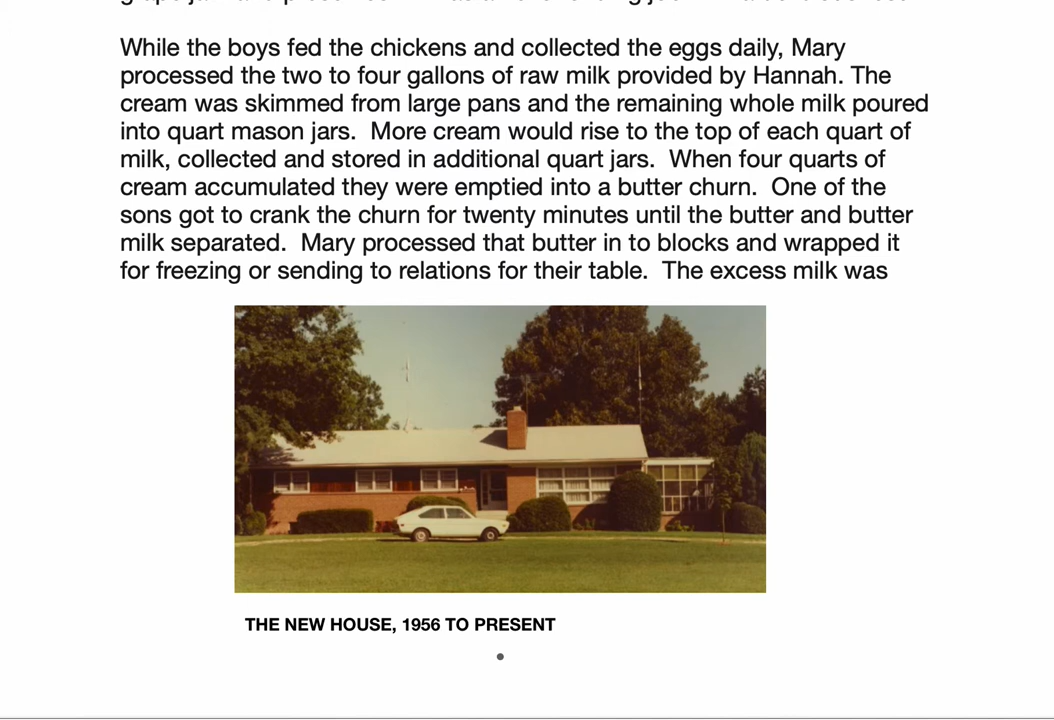 While the boys fed the chickens and collected the eggs daily, Mary
processed the two to four gallons of raw milk provided by Hannah. The
cream was skimmed from large pans and the remaining whole milk poured
into quart mason jars. More cream would rise to the top of each quart of
milk, collected and stored in additional quart jars. When four quarts of
cream accumulated they were emptied into a butter churn. One of the
sons got to crank the churn for twenty minutes until the butter and butter
milk separated. Mary processed that butter in to blocks and wrapped it
for freezing or sending to relations for their table. The excess milk was
THE NEW HOUSE, 1956 TO PRESENT